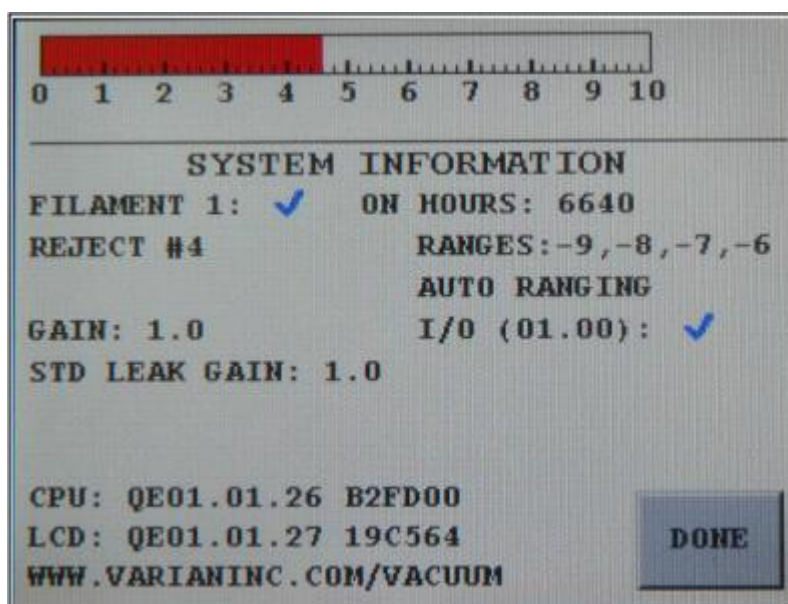 0 1 2 3 4 5 6 7 8 9 10
SYSTEM INFORMATION
FILAMENT 1: ✓ ON HOURS: 6640
REJECT #4 RANGES:-9,-8,-7,-6
AUTO RANGING
GAIN: 1.0 I/O (01.00): ✓
STD LEAK GAIN: 1.0
CPU: QE01.01.26 B2FD00
LCD: QE01.01.27 19C564
DONE
WWW.VARIANINC.COM/VACUUM